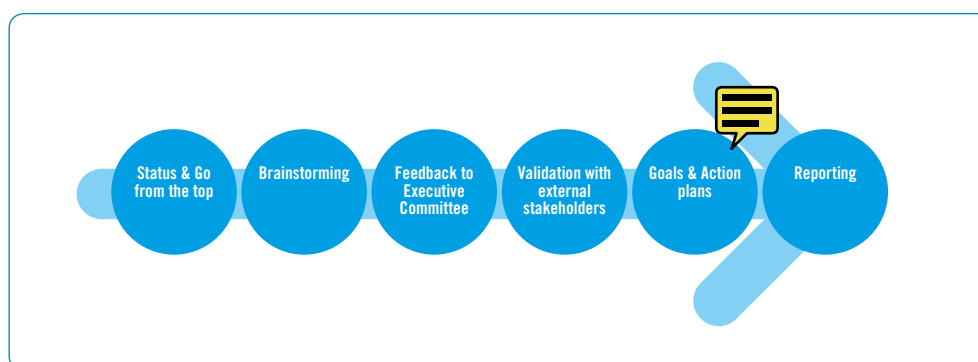 Status & Go
from the top
Brainstorming
Feedback to
Executive
Committee
Validation with
external
stakeholders
Goals & Action
plans
Reporting